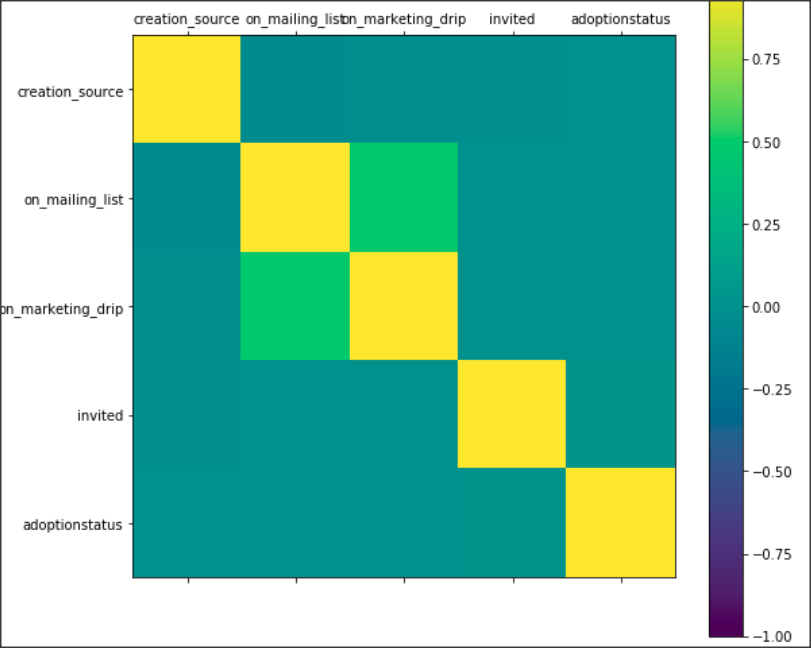 creation_source on_mailing_list on_marketing_drip invited adoptionstatus
creation_source
on_mailing_list
on_marketing_drip
invited
adoptionstatus
0.75
0.50
0.25
0.00
−0.25
−0.50
−0.75
−1.00